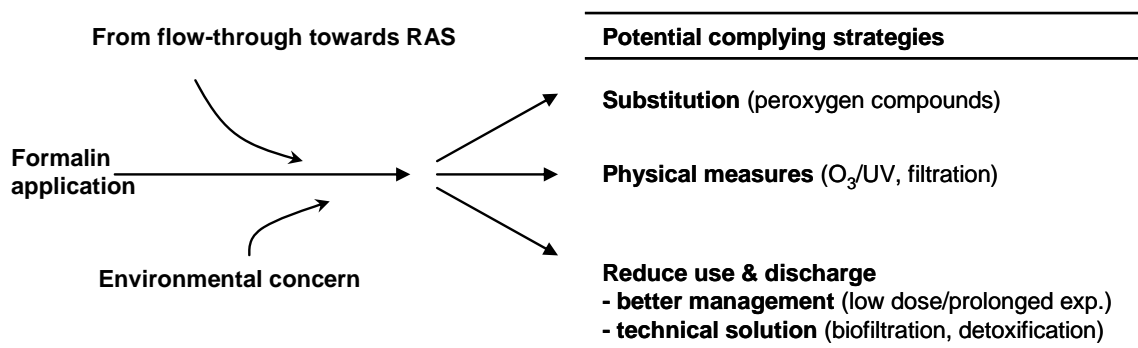 From flow-through towards RAS
Formalin
application
Environmental concern
Potential complying strategies
Substitution (peroxygen compounds)
Physical measures (O₃/UV, filtration)
Reduce use & discharge
- better management (low dose/prolonged exp.)
- technical solution (biofiltration, detoxification)